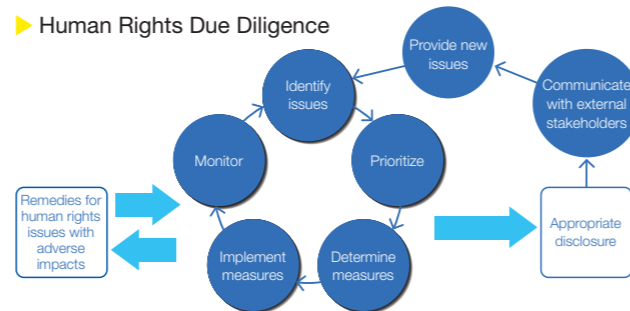 Human Rights Due Diligence
Provide new
issues
Identify
issues
Communicate
with external
stakeholders
Monitor
Prioritize
Remedies for
human rights
issues with
adverse
impacts
Implement
measures
Determine
measures
Appropriate
disclosure